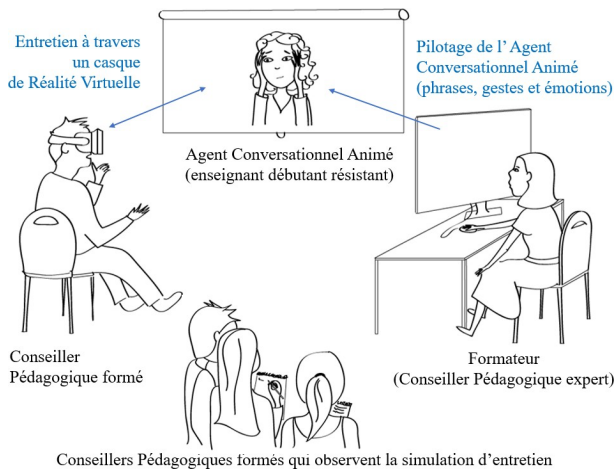 Entretien à travers
un casque
de Réalité Virtuelle
Pilotage de l'Agent
Conversationnel Animé
(phrases, gestes et émotions)
Agent Conversationnel Animé
(enseignant débutant résistant)
Conseiller
Pédagogique formé
Formateur
(Conseiller Pédagogique expert)
Conseillers Pédagogiques formés qui observent la simulation d'entretien